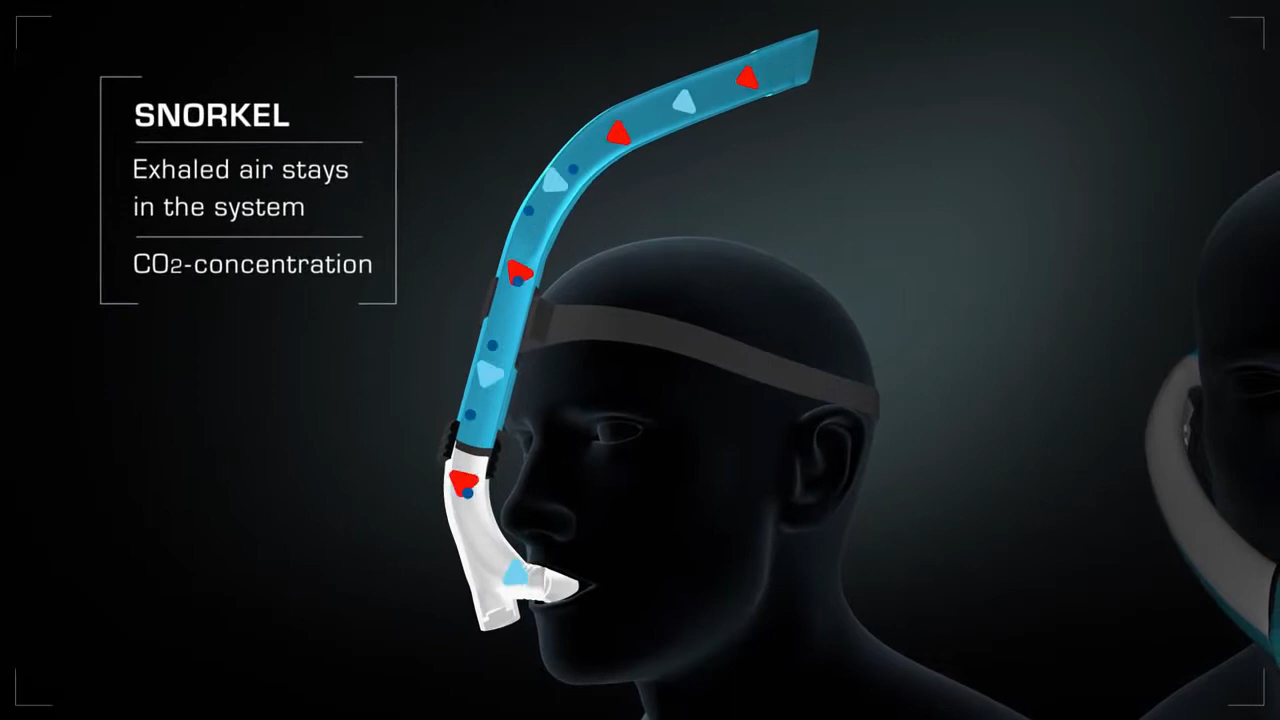 SNORKEL
Exhaled air stays
in the system
CO2-concentration